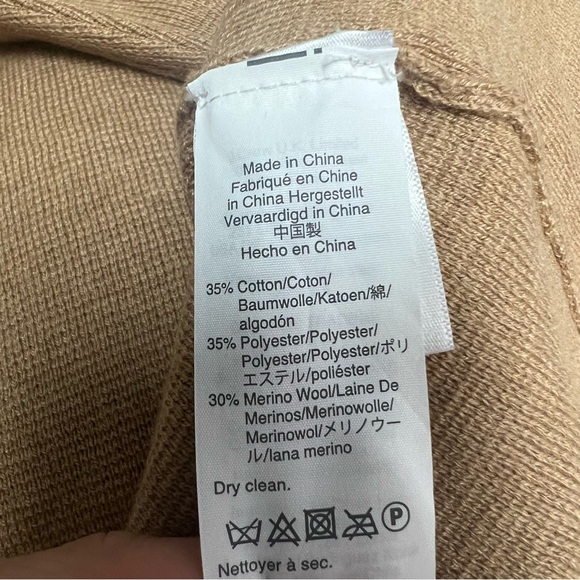 Made in China
Fabriqué en Chine
in China Hergestellt
Vervaardigd in China
中国製
Hecho en China
35% Cotton/Coton/
Baumwolle/Katoen/綿/
algodón
35% Polyester/Polyester/
Polyester/Polyester/ポリ
エステル/poliéster
30% Merino Wool/Laine De
Merinos/Merinowolle/
Merinowol/メリノウー
ル/lana merino
Dry clean.
P
Nettoyer à sec.